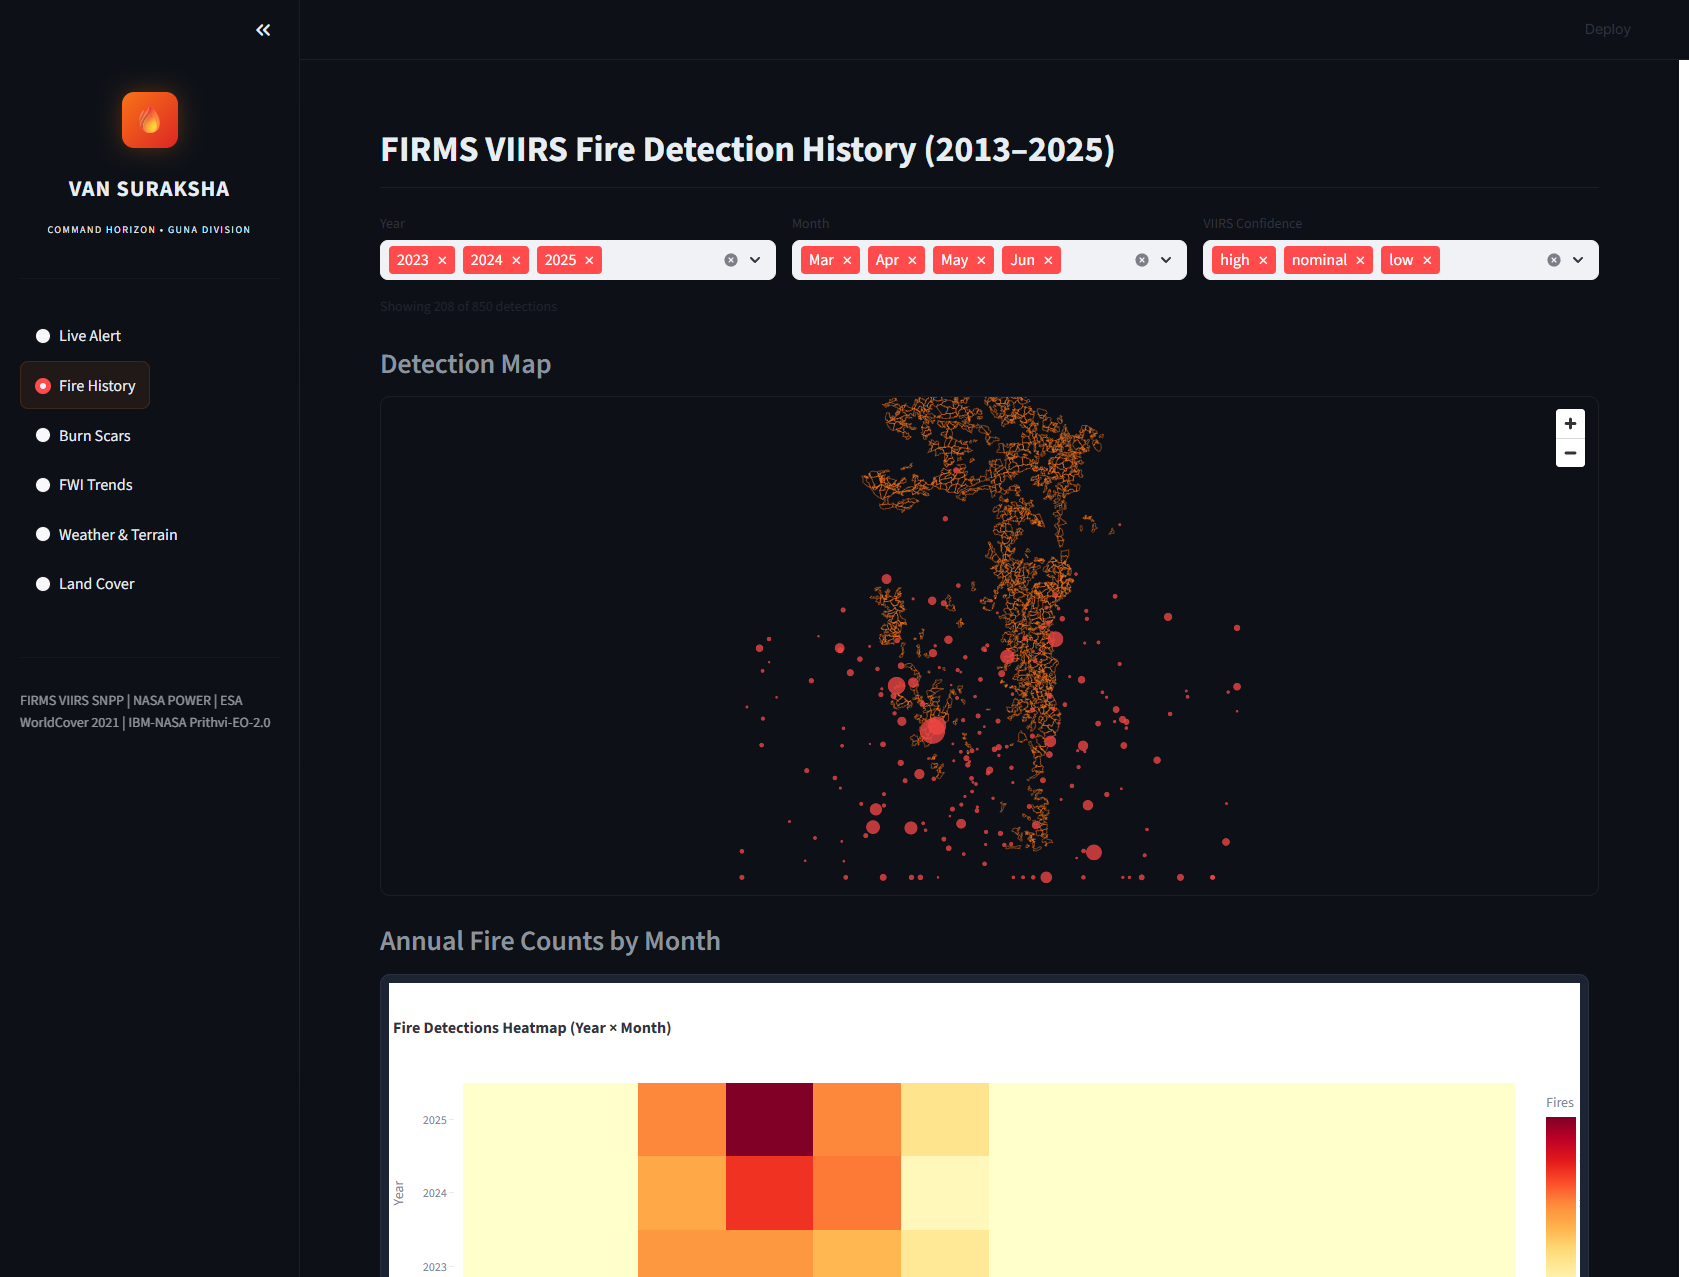 Deploy
VAN SURAKSHA
COMMAND HORIZON • GUNA DIVISION
Live Alert
Fire History
Burn Scars
FWI Trends
Weather & Terrain
Land Cover
FIRMS VIIRS SNPP | NASA POWER | ESA
WorldCover 2021 | IBM-NASA Prithvi-EO-2.0
FIRMS VIIRS Fire Detection History (2013–2025)
Year
Month
VIIRS Confidence
2023 × 2024 × 2025 ×
Mar × Apr × May × Jun ×
high × nominal × low ×
Showing 208 of 850 detections
Detection Map
+
−
Annual Fire Counts by Month
Fire Detections Heatmap (Year × Month)
Fires
2025
2024
2023
Year